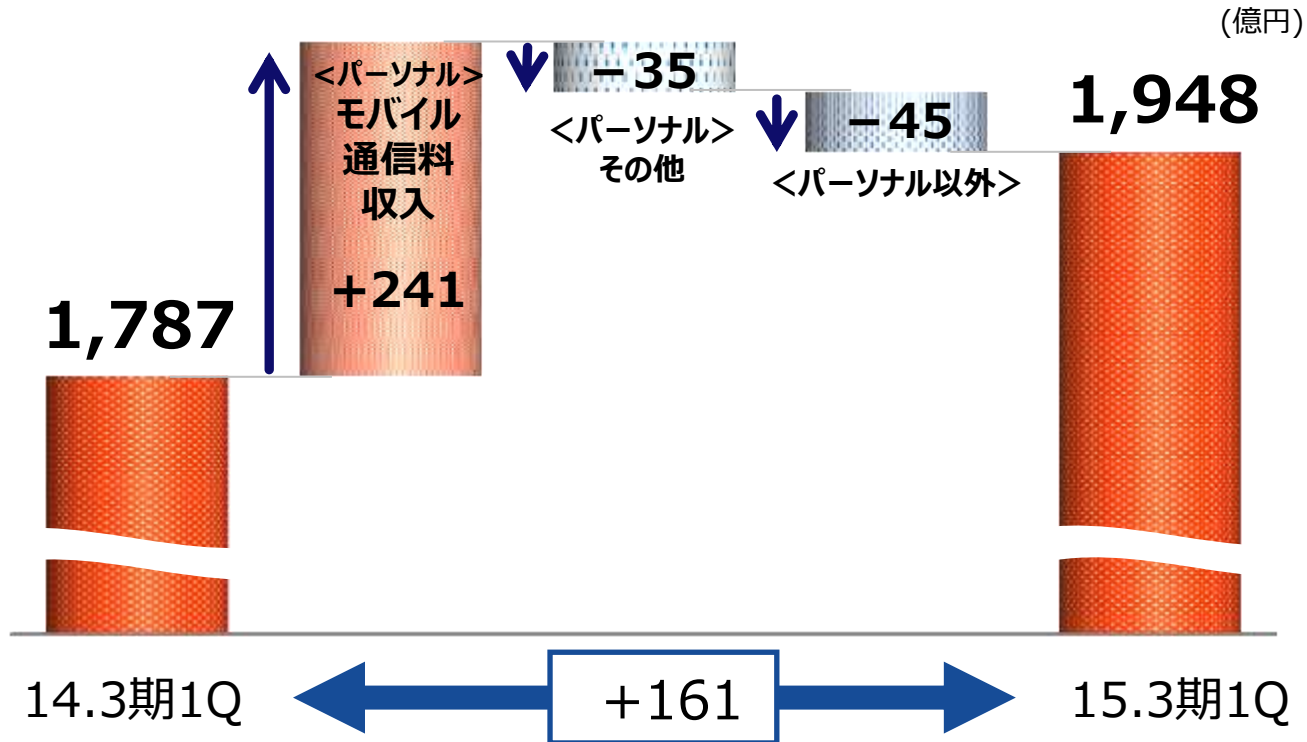 (億円)
<パーソナル>
モバイル
通信料
収入
+241
−35
<パーソナル>
その他
−45
<パーソナル以外>
1,787
1,948
14.3期1Q
+161
15.3期1Q